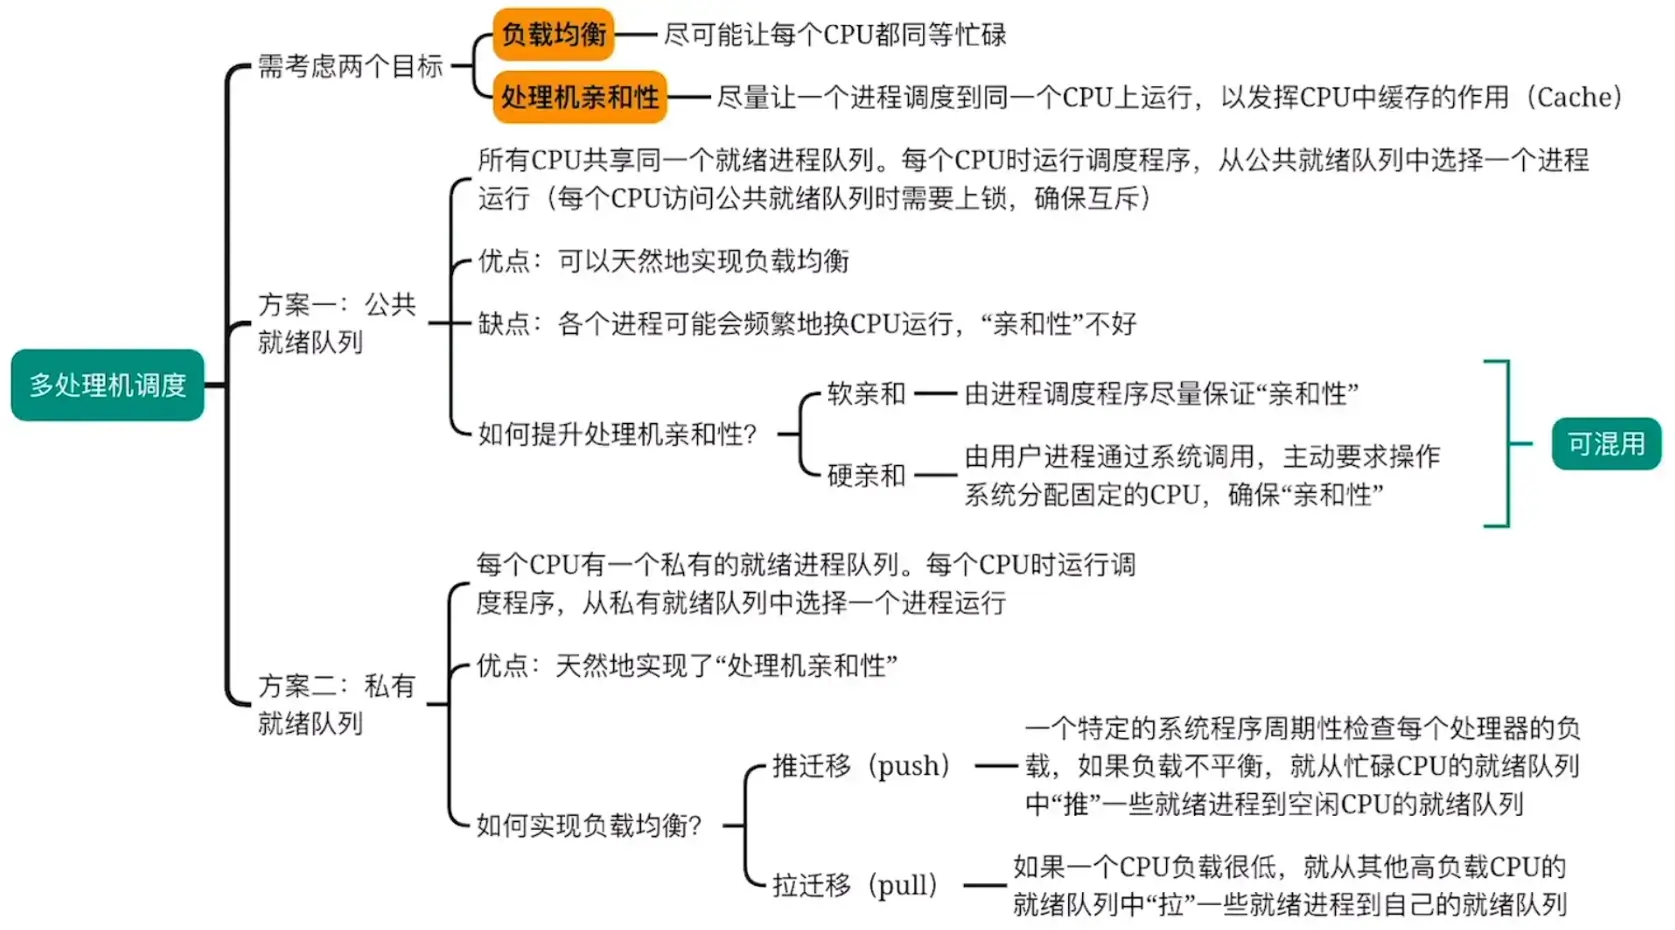 多处理机调度
需考虑两个目标
负载均衡
尽可能让每个CPU都同等忙碌
处理机亲和性
尽量让一个进程调度到同一个CPU上运行，以发挥CPU中缓存的作用（Cache）
方案一：公共
就绪队列
所有CPU共享同一个就绪进程队列。每个CPU时运行调度程序，从公共就绪队列中选择一个进程
运行（每个CPU访问公共就绪队列时需要上锁，确保互斥）
优点：可以天然地实现负载均衡
缺点：各个进程可能会频繁地换CPU运行，“亲和性”不好
如何提升处理机亲和性？
软亲和
由进程调度程序尽量保证“亲和性”
硬亲和
由用户进程通过系统调用，主动要求操作
系统分配固定的CPU，确保“亲和性”
可混用
方案二：私有
就绪队列
每个CPU有一个私有的就绪进程队列。每个CPU时运行调
度程序，从私有就绪队列中选择一个进程运行
优点：天然地实现了“处理机亲和性”
如何实现负载均衡？
推迁移（push）
一个特定的系统程序周期性检查每个处理器的负
载，如果负载不平衡，就从忙碌CPU的就绪队列
中“推”一些就绪进程到空闲CPU的就绪队列
拉迁移（pull）
如果一个CPU负载很低，就从其他高负载CPU的
就绪队列中“拉”一些就绪进程到自己的就绪队列